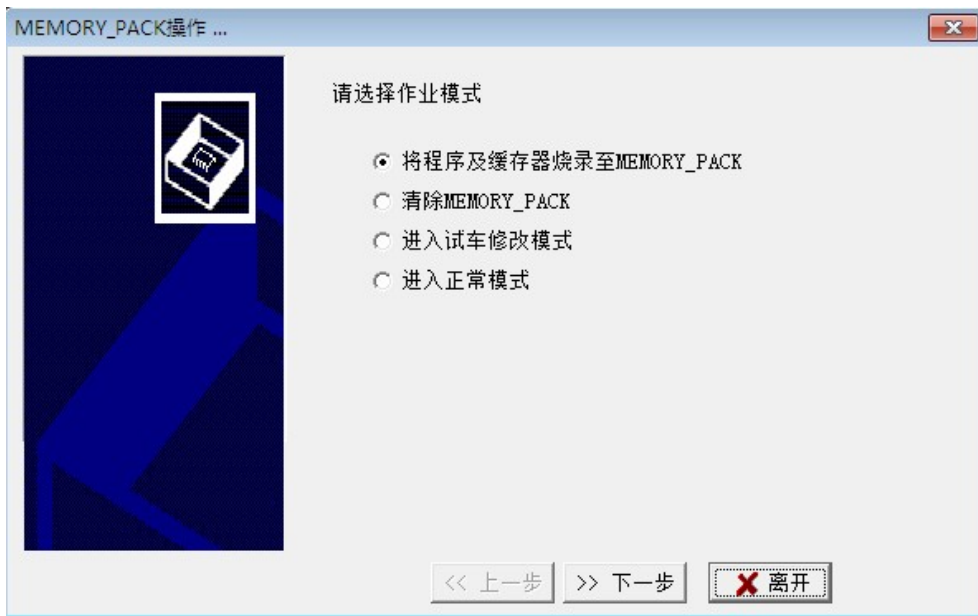 MEMORY_PACK操作 ...
请选择作业模式
将程序及缓存器烧录至MEMORY_PACK
清除MEMORY_PACK
进入试车修改模式
进入正常模式
<< 上一步 >> 下一步 离开